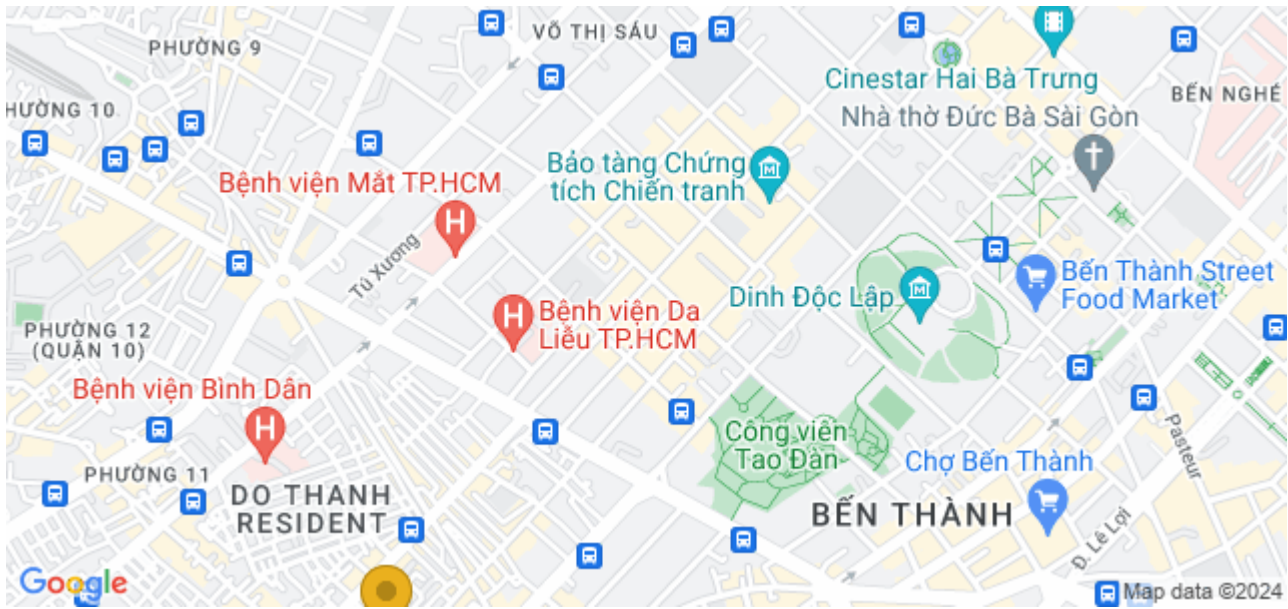 VÕ THỊ SÁU
PHƯỜNG 9
Cinestar Hai Bà Trưng
BẾN NGHÉ
HƯỜNG 10
Nhà thờ Đức Bà Sài Gòn
Bảo tàng Chứng
tích Chiến tranh
Bệnh viện Mắt TP.HCM
H
Tú Xương
Bến Thành Street
Food Market
Dinh Độc Lập
M
Bệnh viện Da
Liễu TP.HCM
H
PHƯỜNG 12
(QUẬN 10)
Bệnh viện Bình Dân
H
Công viên
Tao Đàn
Pasteur
Chợ Bến Thành
PHƯỜNG 11
DO THANH
RESIDENT
BẾN THÀNH
Đ. Lê Lợi
Google
Map data ©2024